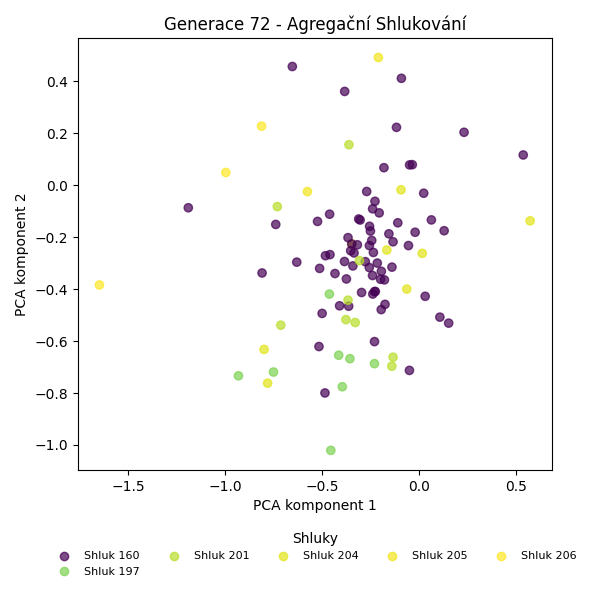 Generace 72 - Agregační Shlukování
PCA komponent 2
0.4
0.2
0.0
−0.2
−0.4
−0.6
−0.8
−1.0
−1.5
−1.0
−0.5
0.0
0.5
PCA komponent 1
Shluky
Shluk 160
Shluk 201
Shluk 204
Shluk 205
Shluk 206
Shluk 197